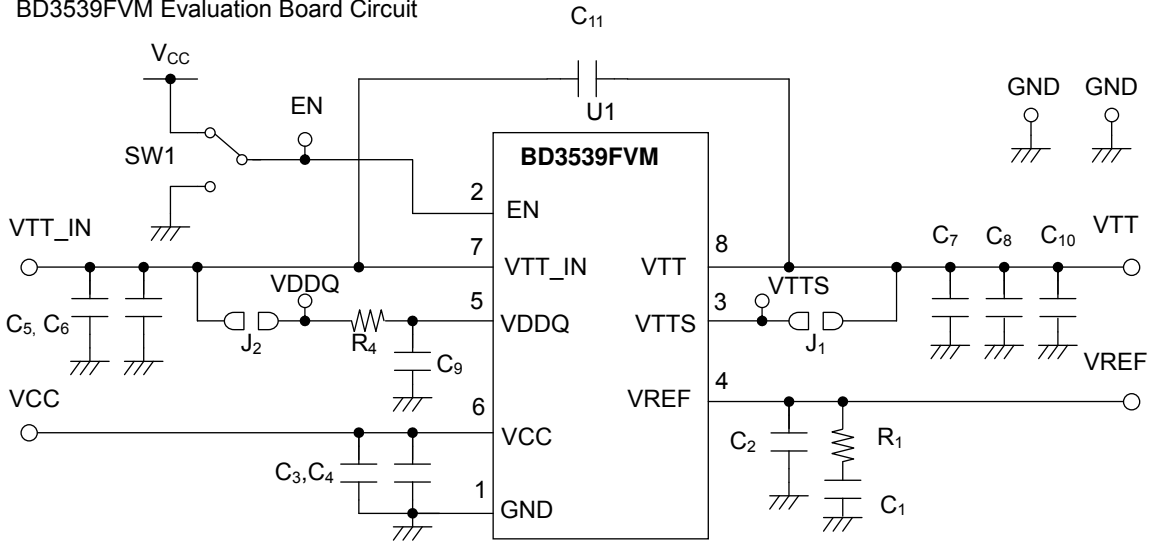 BD3539FVM Evaluation Board Circuit
C11
VCC
EN
SW1
U1
GND GND
BD3539FVM
2 EN
VTT_IN
7 VTT_IN
VTT 8
C7 C8 C10 VTT
C5, C6
J2
VDDQ
R4
5 VDDQ
C9
VTTS 3
VTTS
J1
VREF 4
VREF
VCC
6 VCC
C3,C4
1 GND
C2
R1
C1